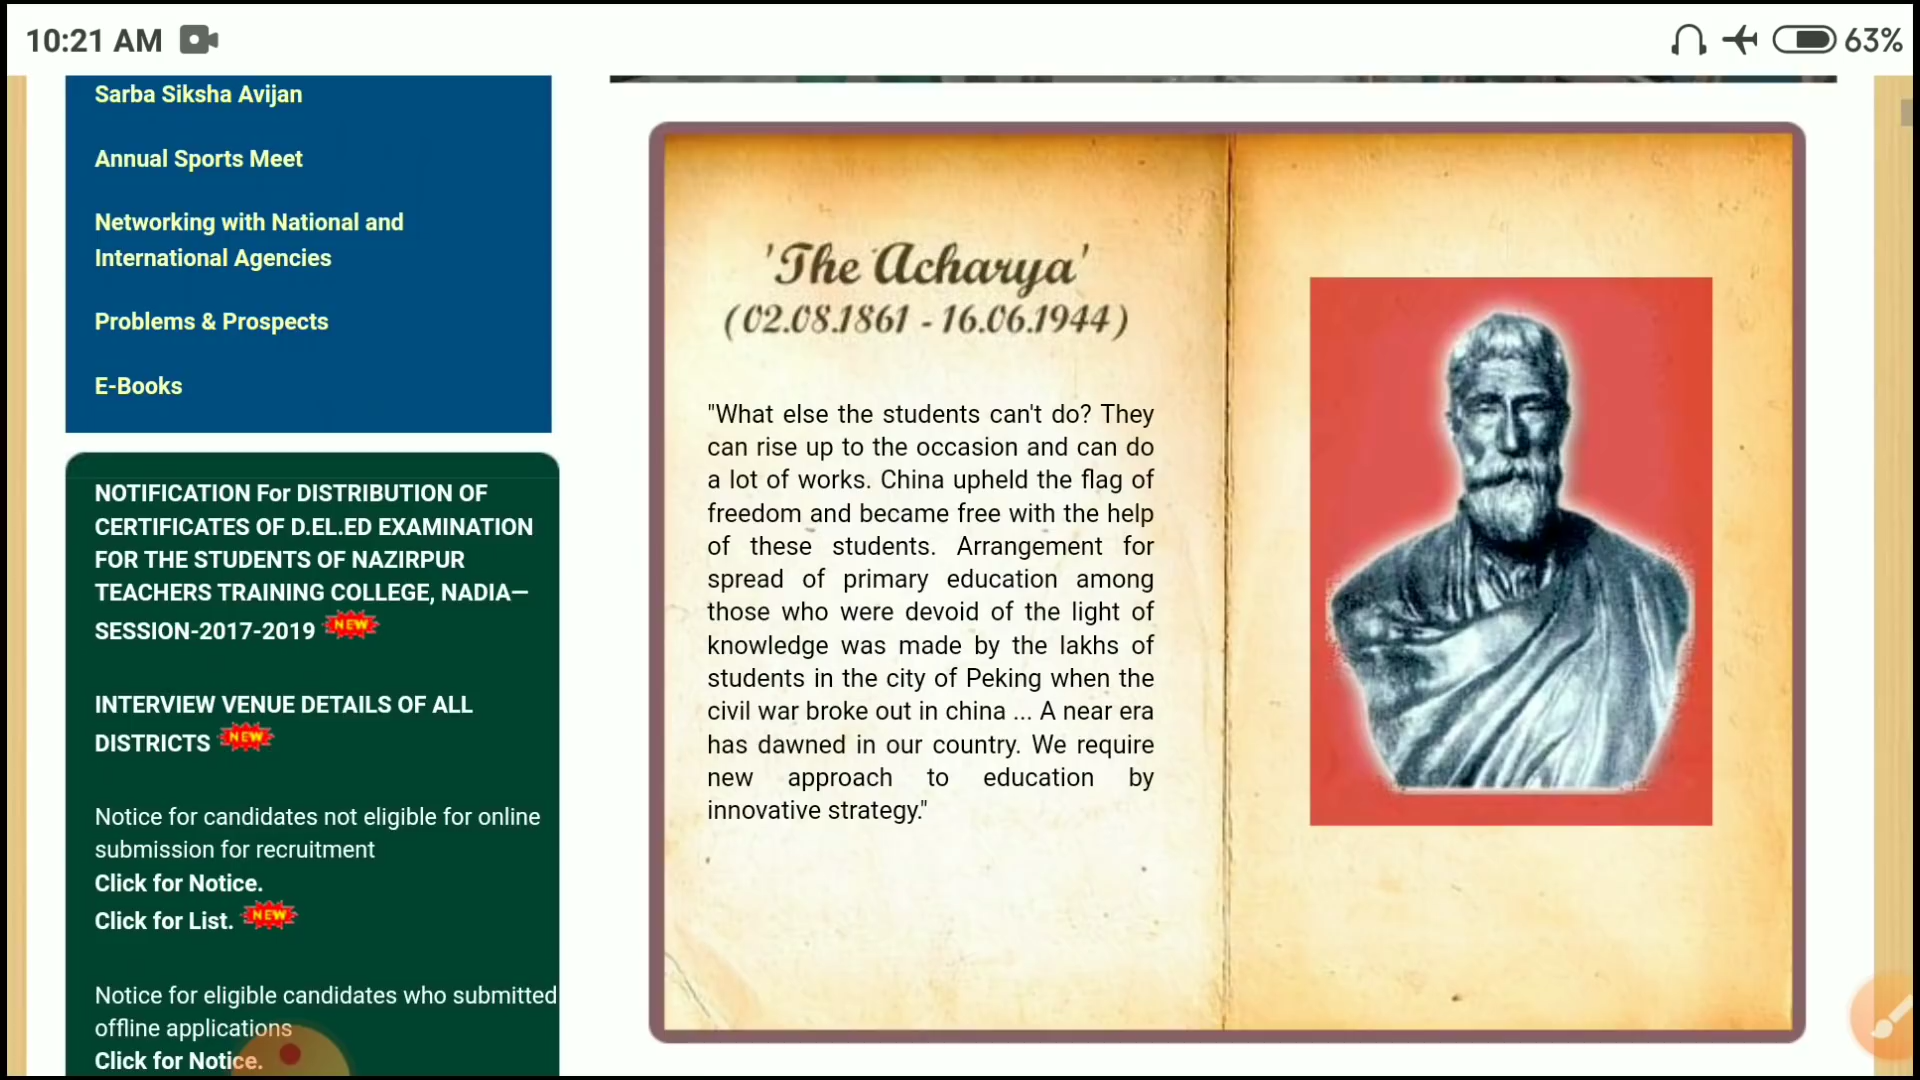 10:21 AM
63%
Sarba Siksha Avijan
Annual Sports Meet
Networking with National and
International Agencies
Problems & Prospects
E-Books
NOTIFICATION For DISTRIBUTION OF
CERTIFICATES OF D.EL.ED EXAMINATION
FOR THE STUDENTS OF NAZIRPUR
TEACHERS TRAINING COLLEGE, NADIA—
SESSION-2017-2019 NEW
INTERVIEW VENUE DETAILS OF ALL
DISTRICTS NEW
Notice for candidates not eligible for online
submission for recruitment
Click for Notice.
Click for List. NEW
Notice for eligible candidates who submitted
offline applications
Click for Notice.
'The Acharya'
(02.08.1861 - 16.06.1944)
"What else the students can't do? They
can rise up to the occasion and can do
a lot of works. China upheld the flag of
freedom and became free with the help
of these students. Arrangement for
spread of primary education among
those who were devoid of the light of
knowledge was made by the lakhs of
students in the city of Peking when the
civil war broke out in china ... A near era
has dawned in our country. We require
new approach to education by
innovative strategy."